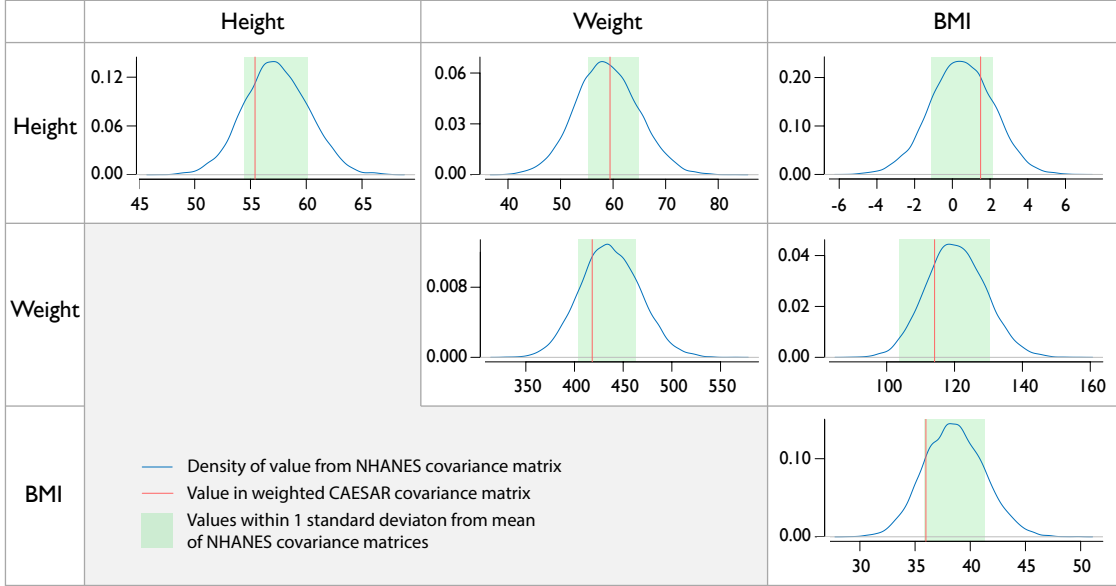 Height Weight BMI
Height
0.12
0.06
0.00
45 50 55 60 65
0.06
0.03
0.00
40 50 60 70 80
0.20
0.10
0.00
-6 -4 -2 0 2 4 6
Weight
0.008
0.000
350 400 450 500 550
0.04
0.02
0.00
100 120 140 160
BMI
Density of value from NHANES covariance matrix
Value in weighted CAESAR covariance matrix
Values within 1 standard deviaton from mean
of NHANES covariance matrices
0.10
0.00
30 35 40 45 50